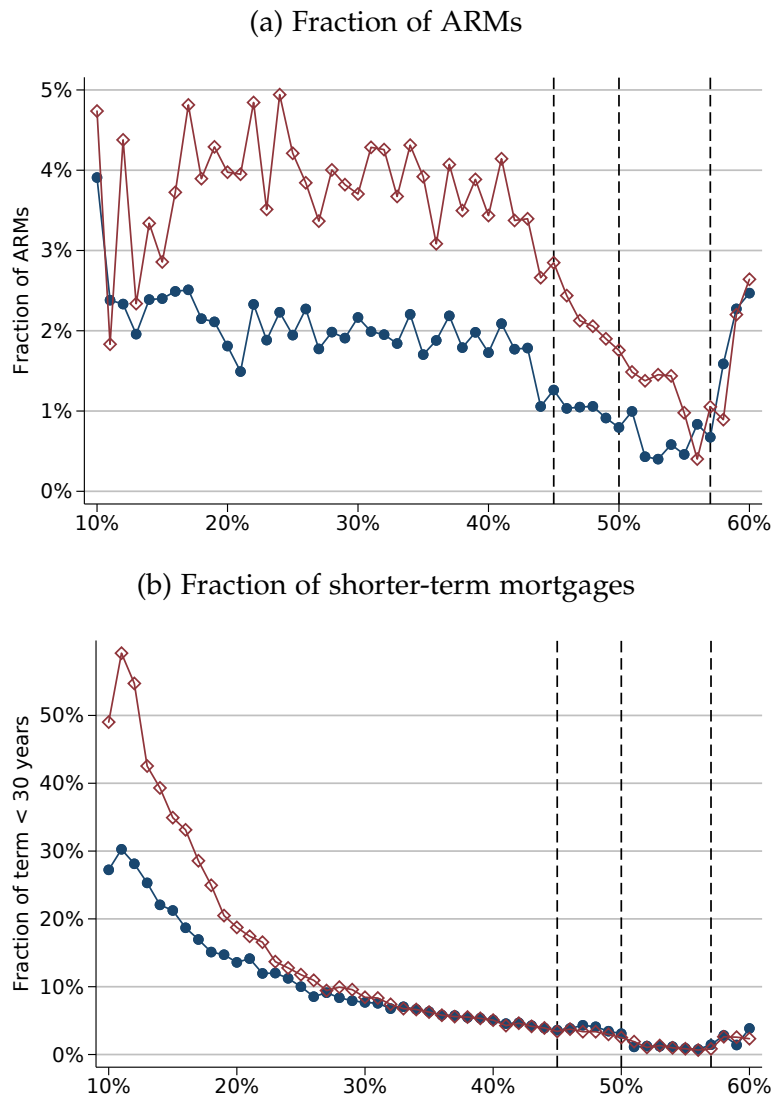 (a) Fraction of ARMs
5%
4%
3%
2%
1%
0%
Fraction of ARMs
10% 20% 30% 40% 50% 60%
(b) Fraction of shorter-term mortgages
50%
40%
30%
20%
10%
0%
Fraction of term < 30 years
10% 20% 30% 40% 50% 60%